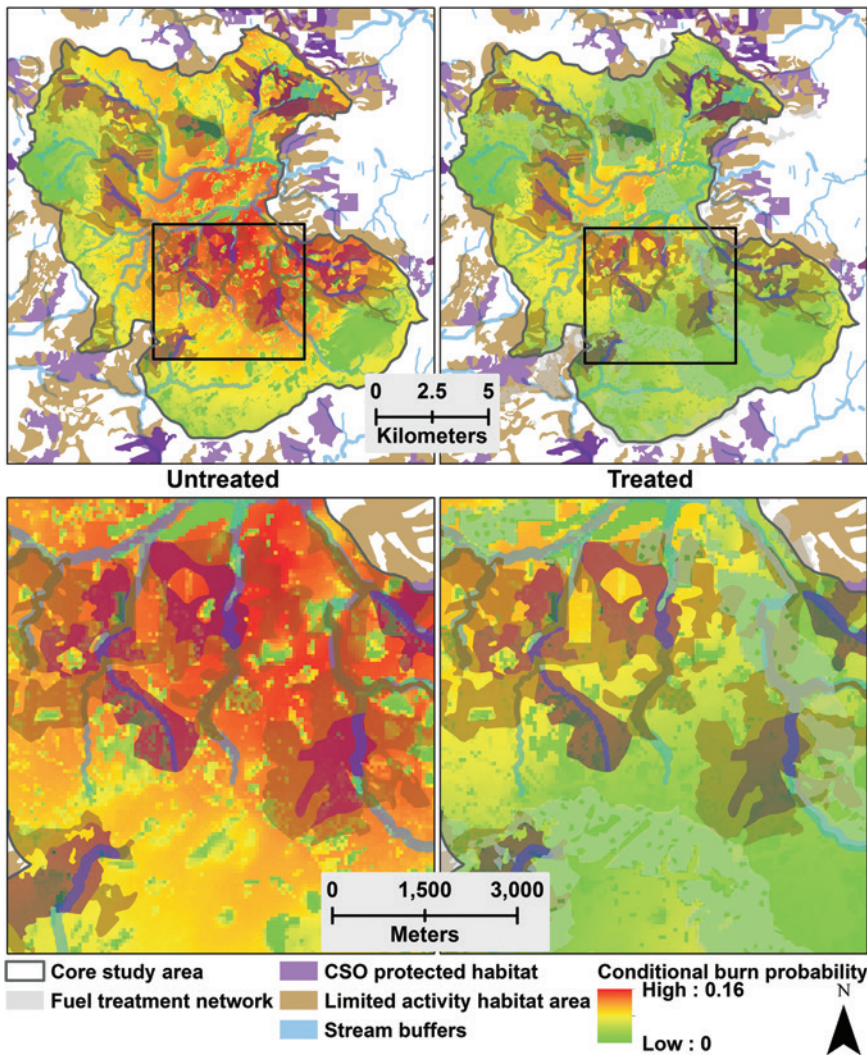 0 2.5 5
Kilometers
Untreated
Treated
0 1,500 3,000
Meters
Core study area
Fuel treatment network
CSO protected habitat
Limited activity habitat area
Stream buffers
Conditional burn probability
High : 0.16
Low : 0
N